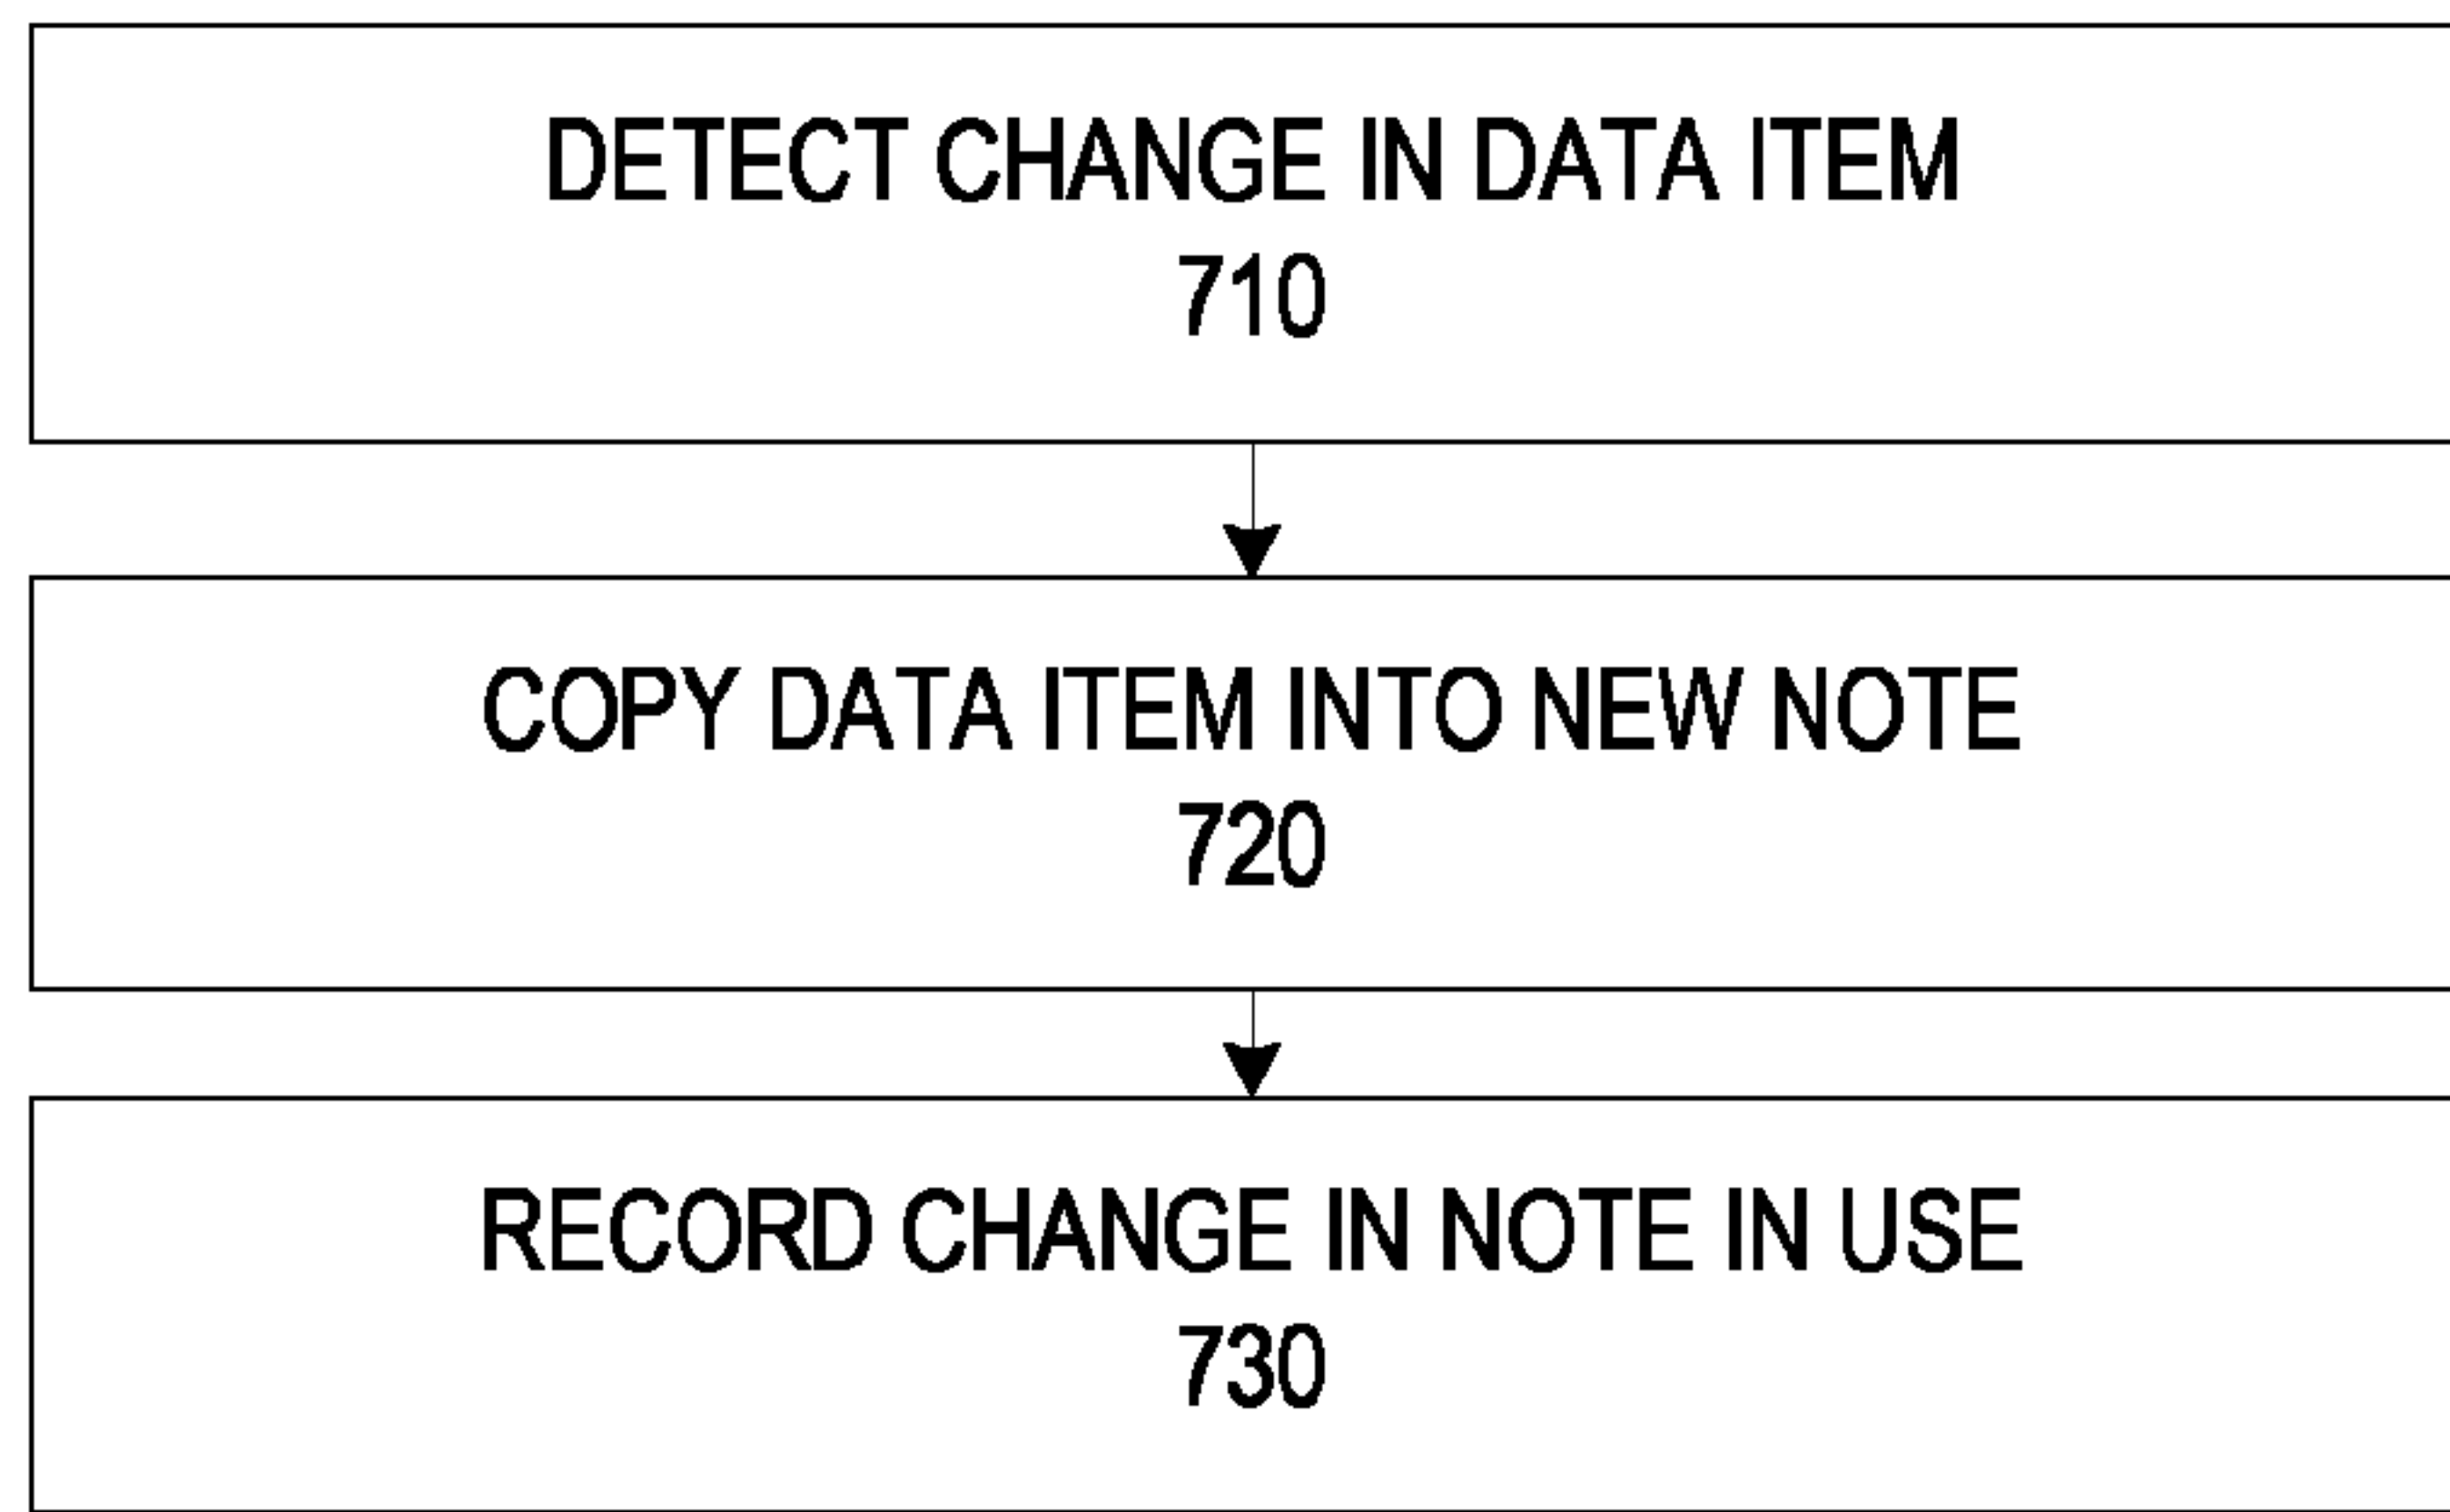 DETECT CHANGE IN DATA ITEM
710
COPY DATA ITEM INTO NEW NOTE
720
RECORD CHANGE IN NOTE IN USE
730